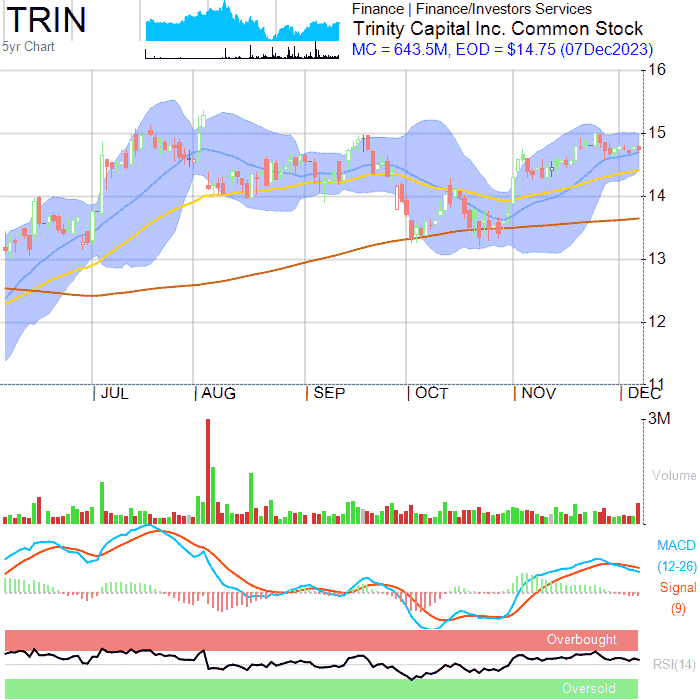 TRIN
5yr Chart
Finance | Finance/Investors Services
Trinity Capital Inc. Common Stock
MC = 643.5M, EOD = $14.75 (07Dec2023)
16
15
14
13
12
11
JUL AUG SEP OCT NOV DEC
3M
Volume
MACD
(12-26)
Signal
(9)
Overbought
RSI(14)
Oversold